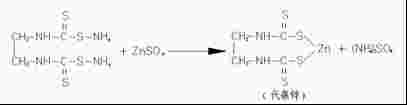 S S
CH₂-NH-C-S-NH₄ CH₂-NH-C-S
+ ZnSO₄ Zn + (NH₄)₂SO₄
CH₂-NH-C-S-NH₄ CH₂-NH-C-S
S S
(代森锌)